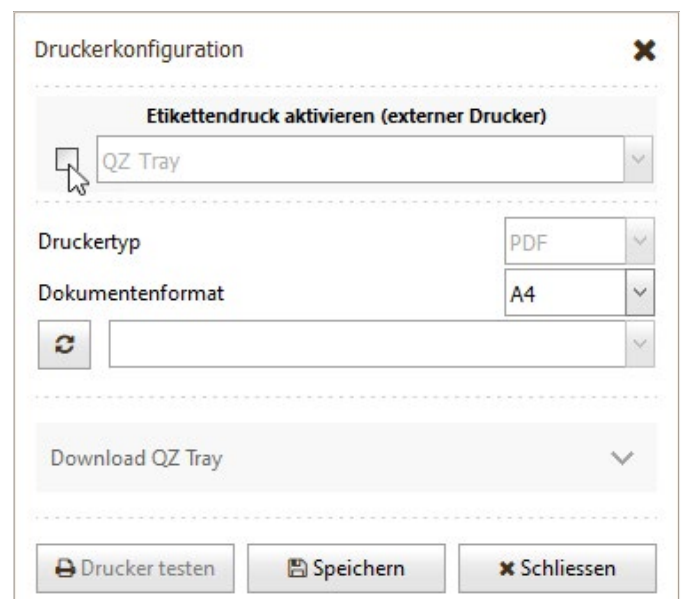 Druckerkonfiguration
Etikettendruck aktivieren (externer Drucker)
QZ Tray
Druckertyp PDF
Dokumentenformat A4
Download QZ Tray
Drucker testen Speichern Schliessen